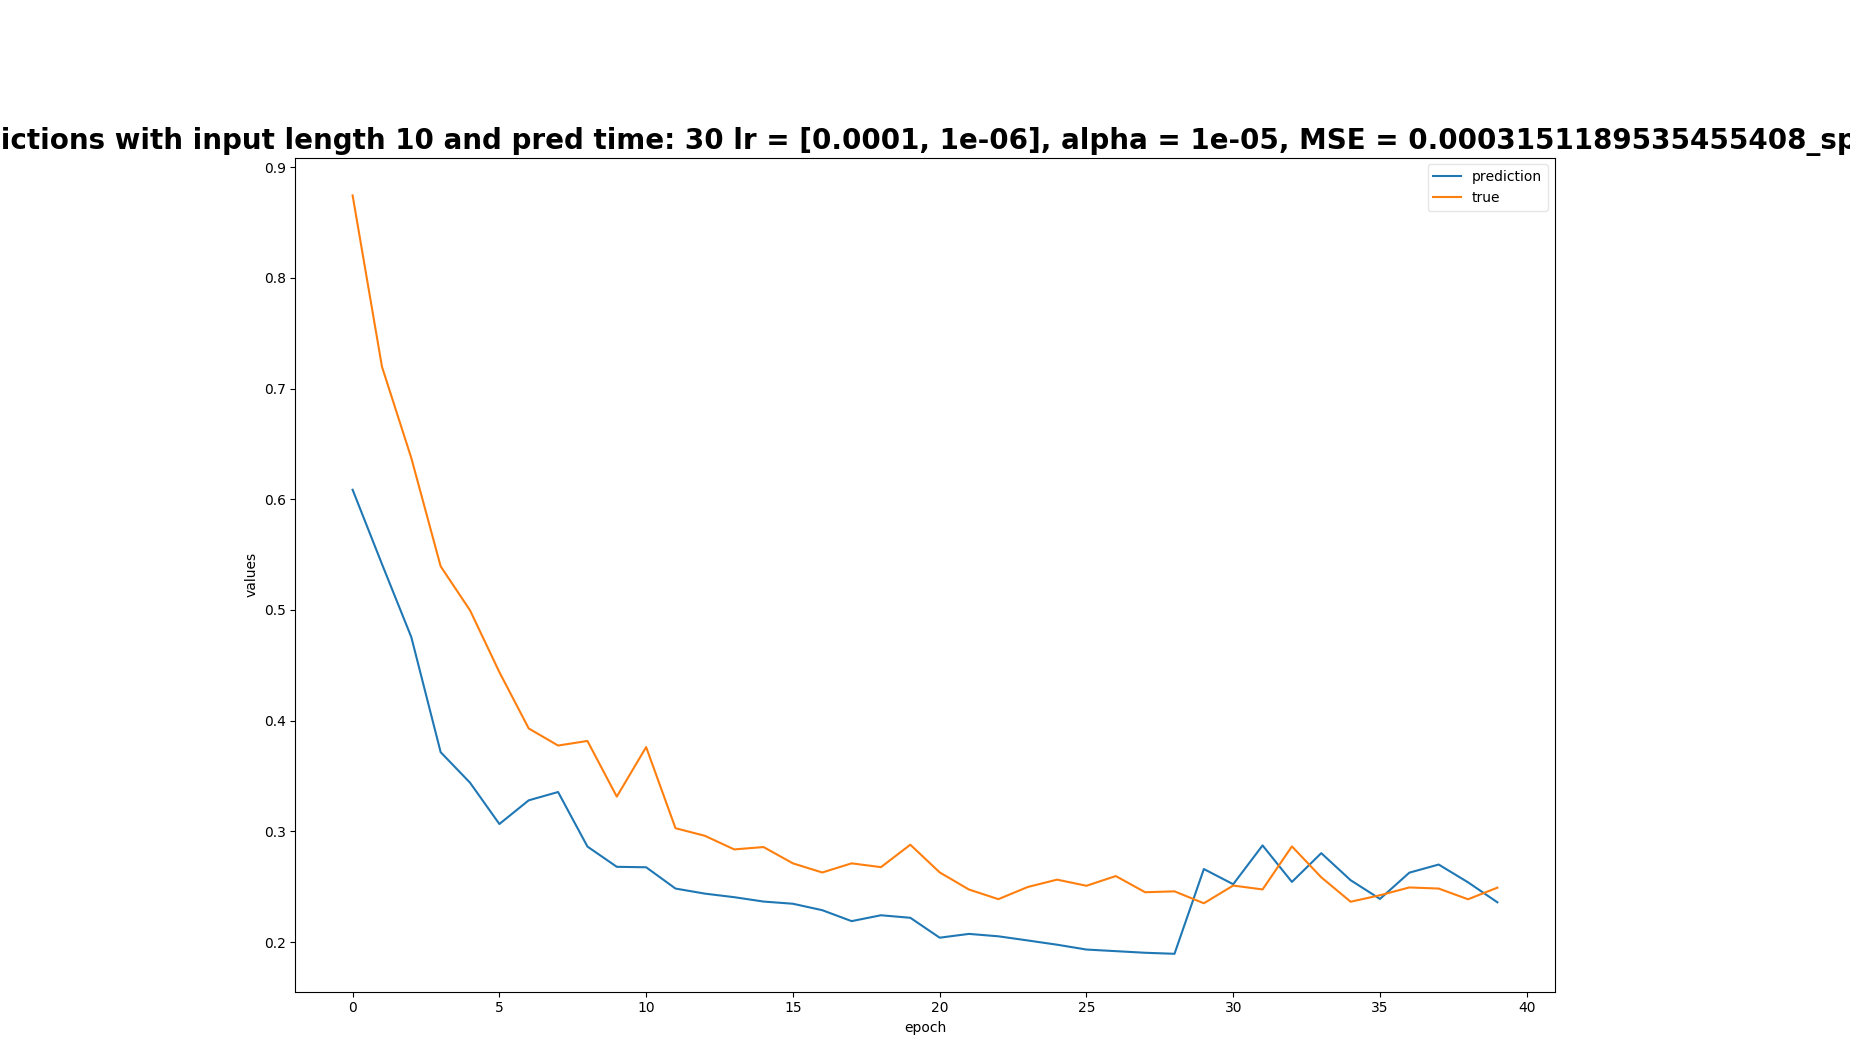 ictions with input length 10 and pred time: 30 lr = [0.0001, 1e-06], alpha = 1e-05, MSE = 0.0003151189535455408_sp
prediction
true
0.9
0.8
0.7
0.6
0.5
0.4
0.3
0.2
values
0 5 10 15 20 25 30 35 40
epoch